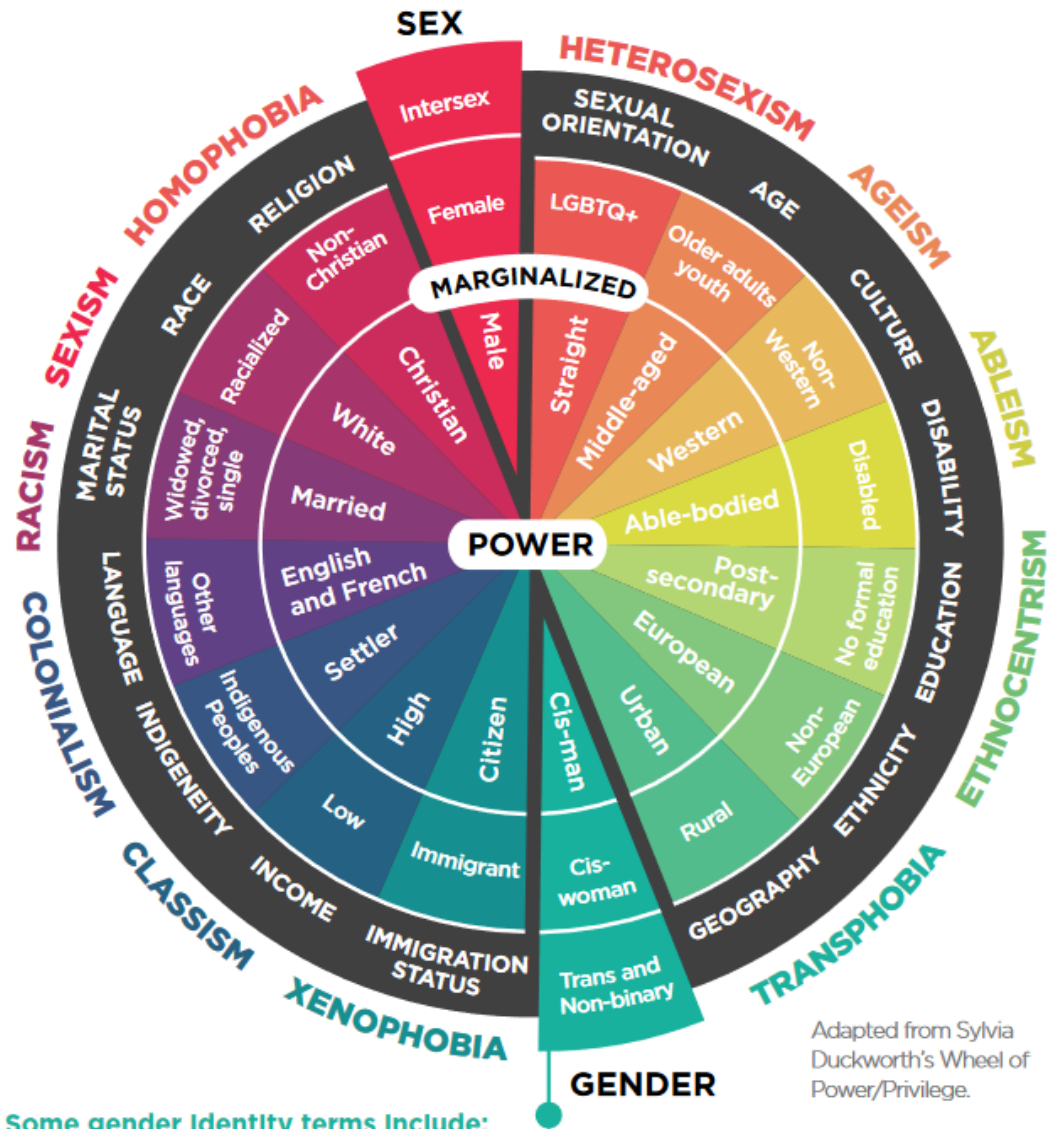 SEX
Intersex
Female
Male
HETEROSEXISM
SEXUAL
ORIENTATION
LGBTQ+
Straight
AGEISM
AGE
Older adults
youth
Middle-aged
CULTURE
Non-
Western
Western
ABLEISM
DISABILITY
Disabled
Able-bodied
EDUCATION
No formal
education
Post-
secondary
ETHNOCENTRISM
ETHNICITY
Non-
European
European
GEOGRAPHY
Rural
Urban
TRANSPHOBIA
Cis-man
Cis-
woman
Trans and
Non-binary
GENDER
XENOPHOBIA
IMMIGRATION
STATUS
Immigrant
Citizen
CLASSISM
INCOME
Low
High
COLONIALISM
INDIGENEITY
Indigenous
Peoples
Settler
LANGUAGE
Other
languages
English
and French
RACISM
MARITAL
STATUS
Widowed,
divorced,
single
Married
SEXISM
RACE
Racialized
White
HOMOPHOBIA
RELIGION
Non-
Christian
Christian
MARGINALIZED
POWER
Adapted from Sylvia
Duckworth's Wheel of
Power/Privilege.
Some gender identity terms include: